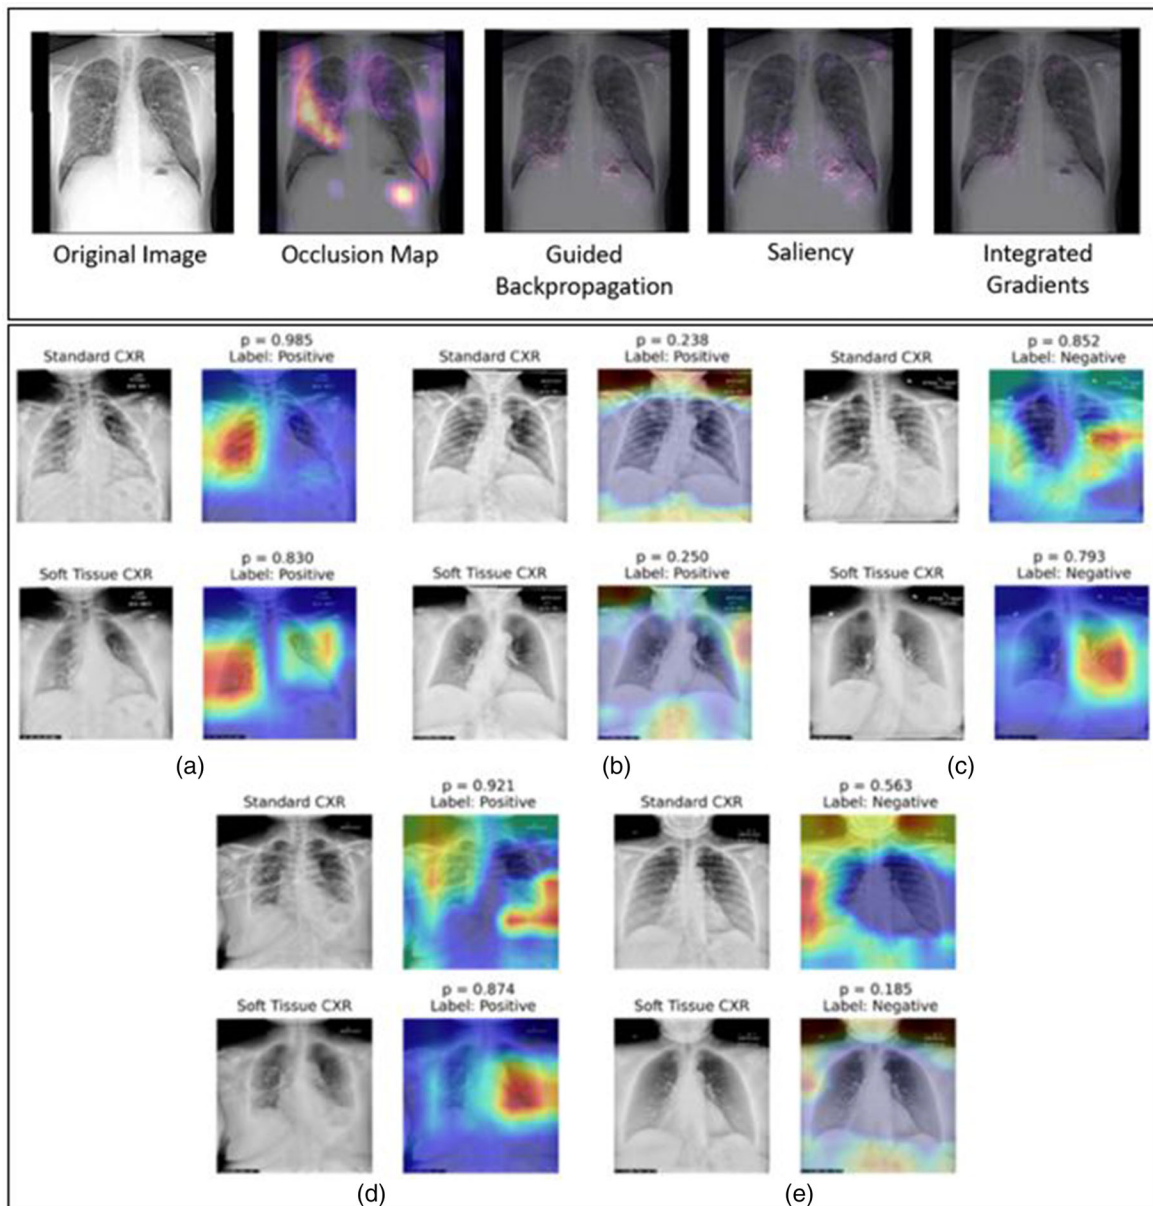 Original Image
Occlusion Map
Guided
Backpropagation
Saliency
Integrated
Gradients
Standard CXR
p = 0.985
Label: Positive
Standard CXR
p = 0.238
Label: Positive
Standard CXR
p = 0.852
Label: Negative
Soft Tissue CXR
p = 0.830
Label: Positive
Soft Tissue CXR
p = 0.250
Label: Positive
Soft Tissue CXR
p = 0.793
Label: Negative
(a)
(b)
(c)
Standard CXR
p = 0.921
Label: Positive
Standard CXR
p = 0.563
Label: Negative
Soft Tissue CXR
p = 0.874
Label: Positive
Soft Tissue CXR
p = 0.185
Label: Negative
(d)
(e)